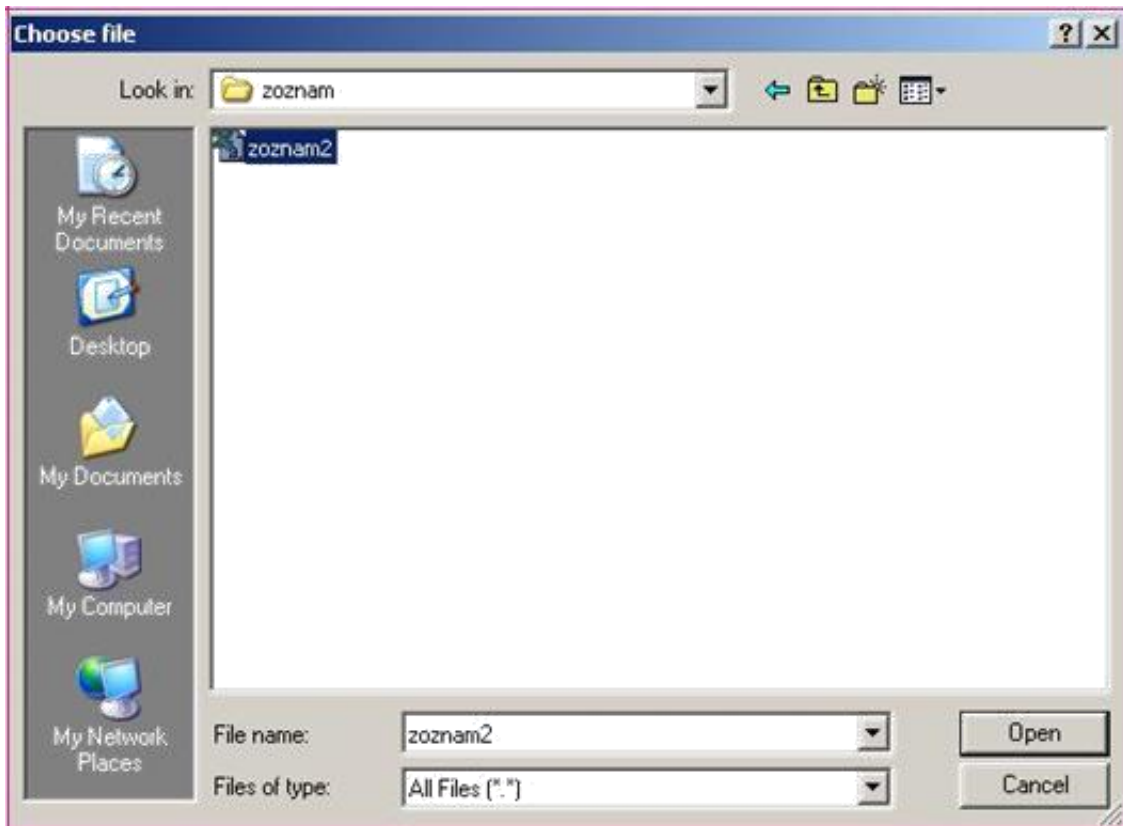 Choose file
Look in:
zoznam
zoznam2
My Recent
Documents
Desktop
My Documents
My Computer
My Network
Places
File name:
zoznam2
Open
Files of type:
All Files (*.*)
Cancel